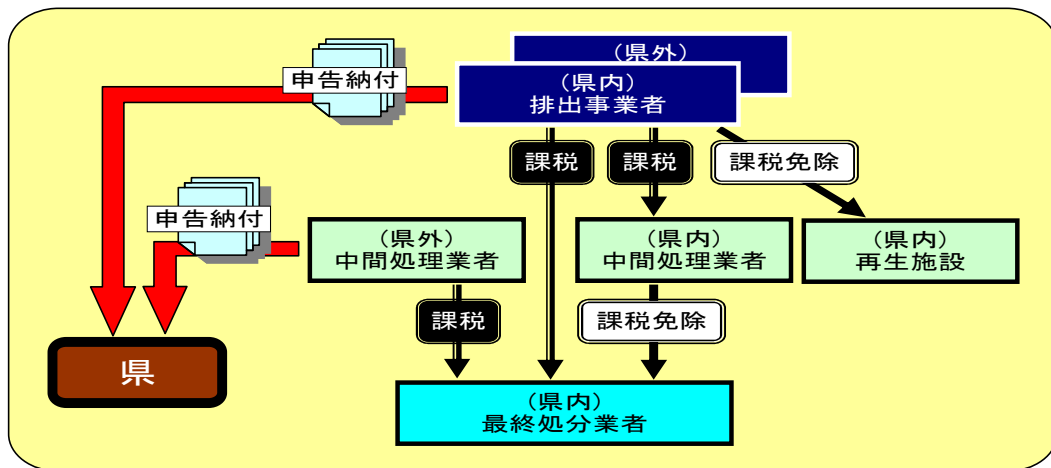 (県外)
(県内)
排出事業者
申告納付
課税
課税
課税免除
申告納付
(県外)
中間処理業者
(県内)
中間処理業者
(県内)
再生施設
課税
課税免除
県
(県内)
最終処分業者